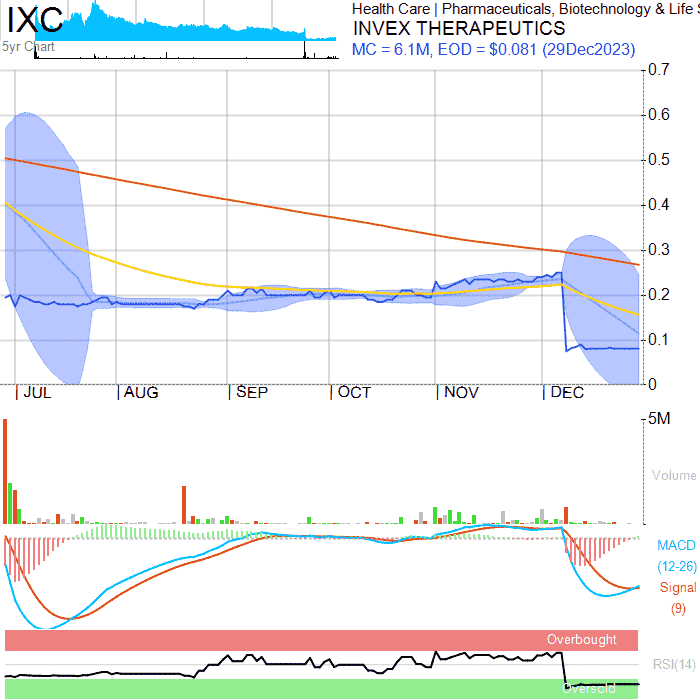 IXC
5yr Chart
Health Care | Pharmaceuticals, Biotechnology & Life S
INVEX THERAPEUTICS
MC = 6.1M, EOD = $0.081 (29Dec2023)
0.7
0.6
0.5
0.4
0.3
0.2
0.1
0
JUL AUG SEP OCT NOV DEC
5M
Volume
MACD
(12-26)
Signal
(9)
Overbought
RSI(14)
Oversold